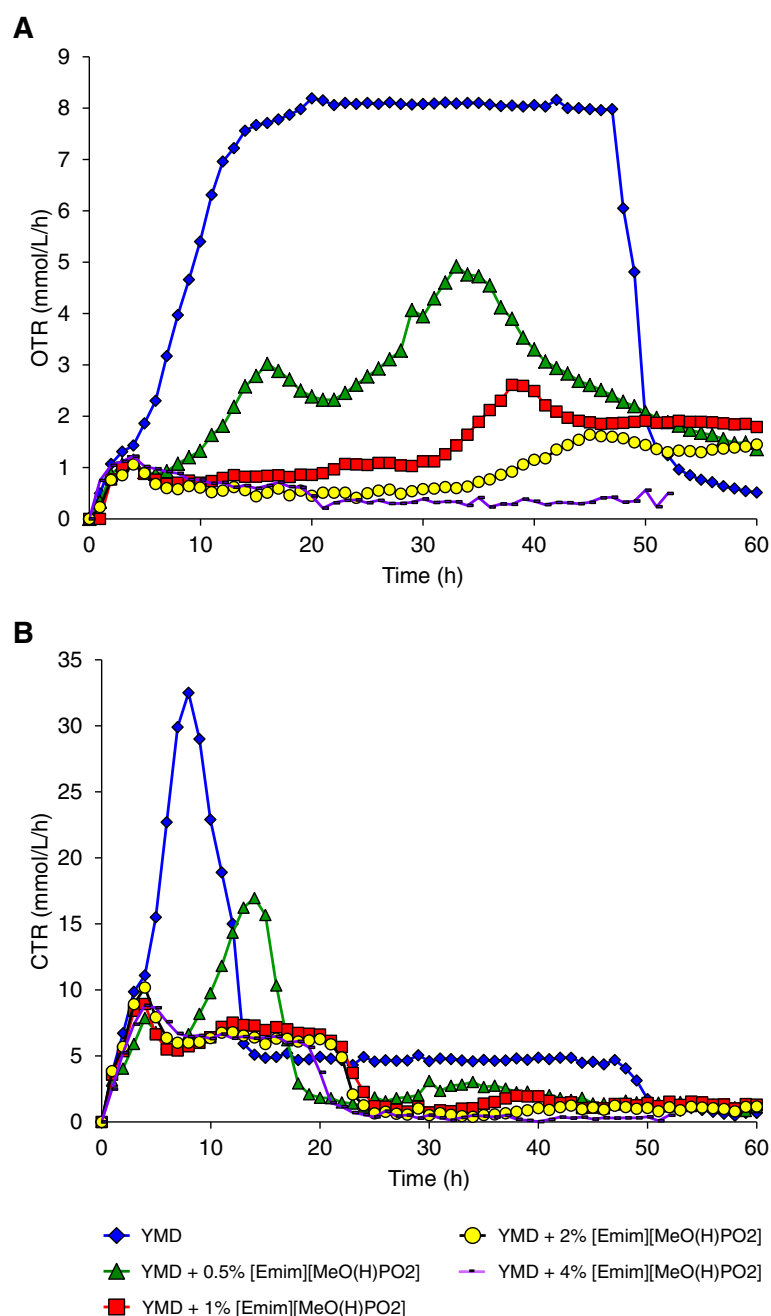 A
9
8
7
6
5
4
3
2
1
0
OTR (mmol/L/h)
0 10 20 30 40 50 60
Time (h)
B
35
30
25
20
15
10
5
0
CTR (mmol/L/h)
0 10 20 30 40 50 60
Time (h)
YMD
YMD + 2% [Emim][MeO(H)PO2]
YMD + 0.5% [Emim][MeO(H)PO2]
YMD + 4% [Emim][MeO(H)PO2]
YMD + 1% [Emim][MeO(H)PO2]